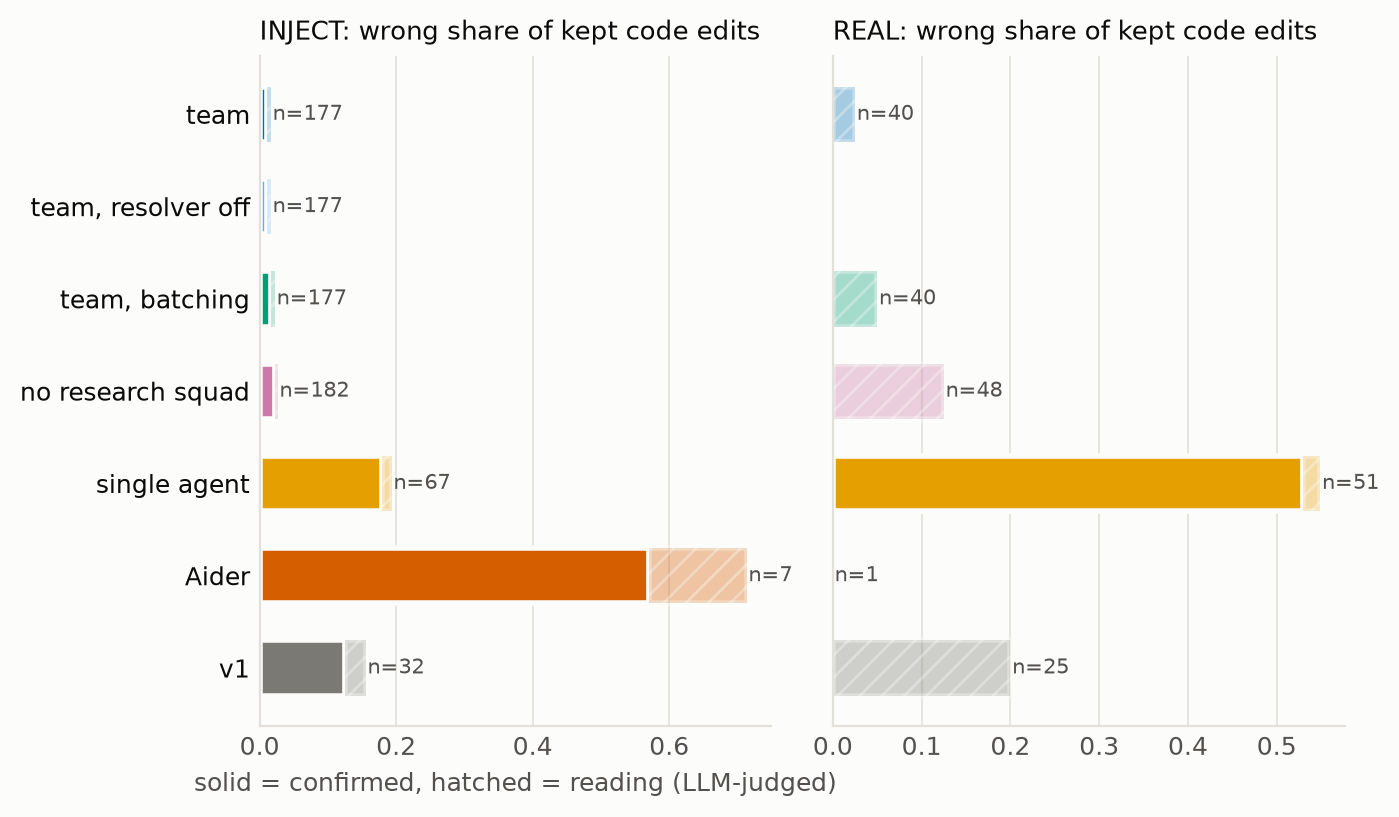 INJECT: wrong share of kept code edits
REAL: wrong share of kept code edits
team
n=177
n=40
team, resolver off
n=177
team, batching
n=177
n=40
no research squad
n=182
n=48
single agent
n=67
n=51
Aider
n=7
n=1
v1
n=32
n=25
0.0 0.2 0.4 0.6
0.0 0.1 0.2 0.3 0.4 0.5
solid = confirmed, hatched = reading (LLM-judged)